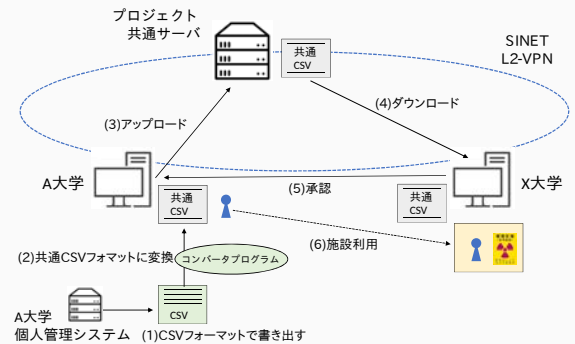 プロジェクト
共通サーバ
共通
CSV
SINET
L2-VPN
(3)アップロード
(4)ダウンロード
A大学
(5)承認
X大学
共通
CSV
共通
CSV
(6)施設利用
(2)共通CSVフォーマットに変換
コンバータプログラム
CSV
A大学
個人管理システム
(1)CSVフォーマットで書き出す